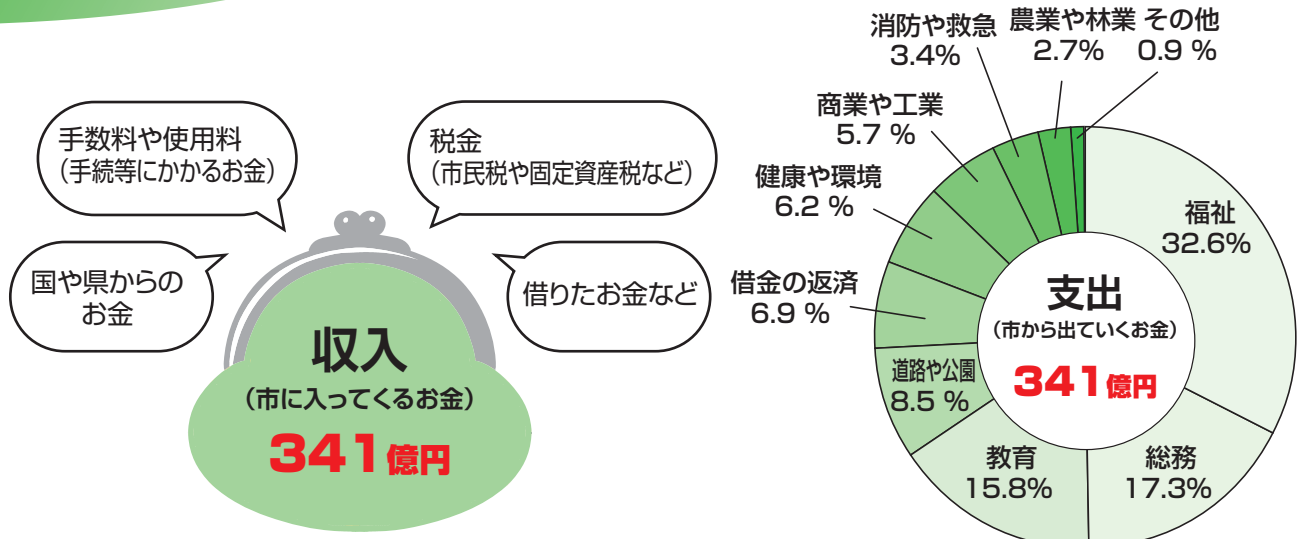 手数料や使用料
（手続等にかかるお金）
税金
（市民税や固定資産税など）
国や県からの
お金
借りたお金など
収入
（市に入ってくるお金）
341億円
消防や救急
3.4%
農業や林業
2.7%
その他
0.9 %
商業や工業
5.7 %
健康や環境
6.2 %
借金の返済
6.9 %
道路や公園
8.5 %
教育
15.8%
総務
17.3%
福祉
32.6%
支出
（市から出ていくお金）
341億円